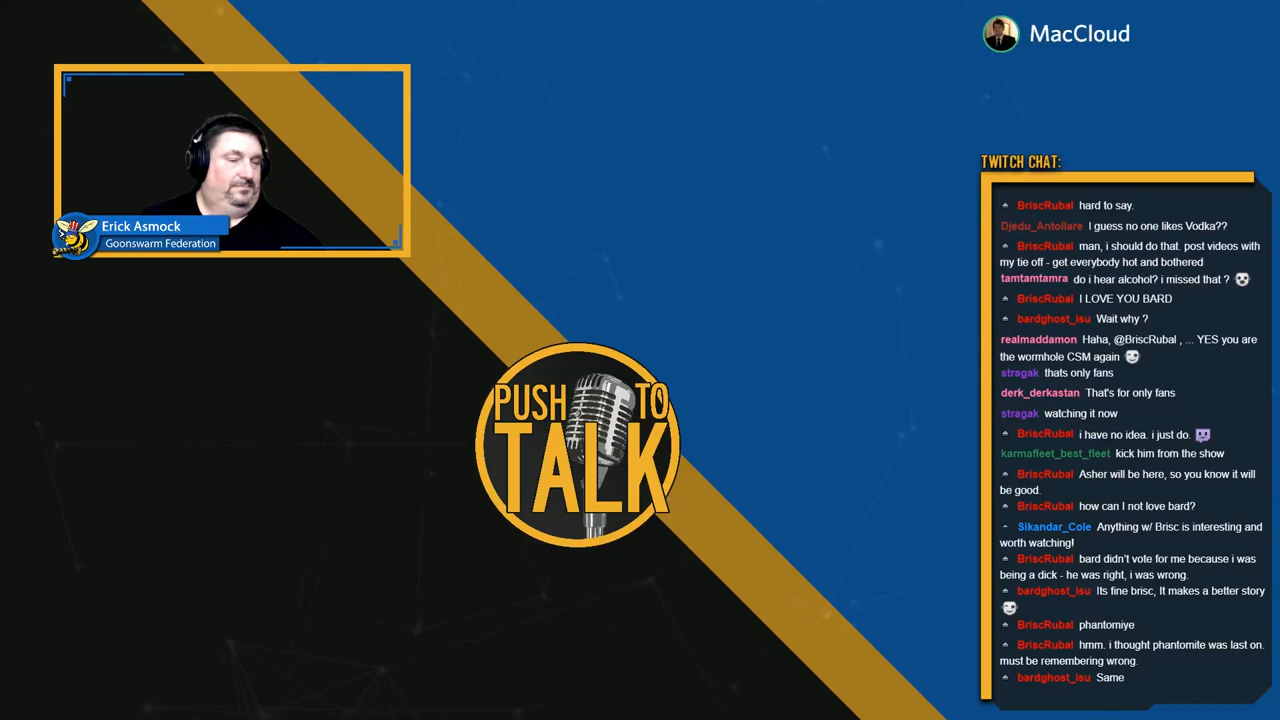 MacCloud
Erick Asmock
Goonswarm Federation
PUSH TO
TALK
TWITCH CHAT:
BriscRubal hard to say.
Djedu_Antollare I guess no one likes Vodka??
BriscRubal man, i should do that. post videos with
my tie off - get everybody hot and bothered
tamtamtamra do i hear alcohol? i missed that ?
BriscRubal I LOVE YOU BARD
bardghost_isu Wait why ?
realmaddamon Haha, @BriscRubal , ... YES you are
the wormhole CSM again
stragak thats only fans
derk_derkastan That's for only fans
stragak watching it now
BriscRubal i have no idea. i just do.
karmafleet_best_fleet kick him from the show
BriscRubal Asher will be here, so you know it will
be good.
BriscRubal how can I not love bard?
Sikandar_Cole Anything w/ Brisc is interesting and
worth watching!
BriscRubal bard didn't vote for me because i was
being a dick - he was right, i was wrong.
bardghost_isu Its fine brisc, It makes a better story
BriscRubal phantomiye
BriscRubal hmm. i thought phantomite was last on.
must be remembering wrong.
bardghost_isu Same